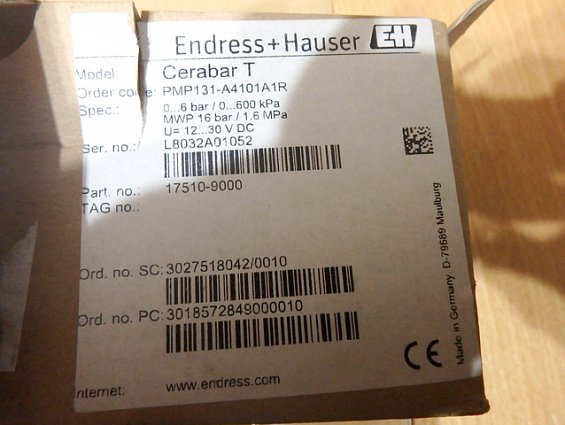 Endress+Hauser EH
Model: Cerabar T
Order code: PMP131-A4101A1R
Spec.: 0...6 bar / 0...600 kPa
MWP 16 bar / 1.6 MPa
U= 12...30 V DC
Ser. no.: L8032A01052
Part. no.: 17510-9000
TAG no.:
Ord. no. SC: 3027518042/0010
Ord. no. PC: 3018572849000010
nternet: www.endress.com
Made in Germany D-79689 Maulburg
CE